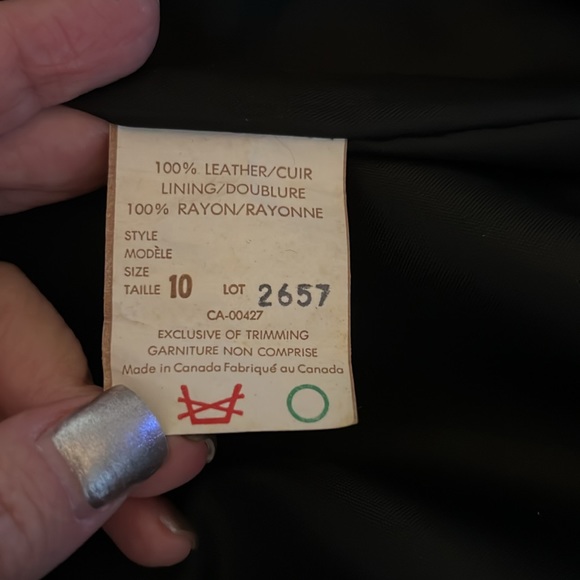 100% LEATHER/CUIR
LINING/DOUBLURE
100% RAYON/RAYONNE
STYLE
MODÈLE
SIZE
TAILLE 10 LOT 2657
CA-00427
EXCLUSIVE OF TRIMMING
GARNITURE NON COMPRISE
Made in Canada Fabriqué au Canada